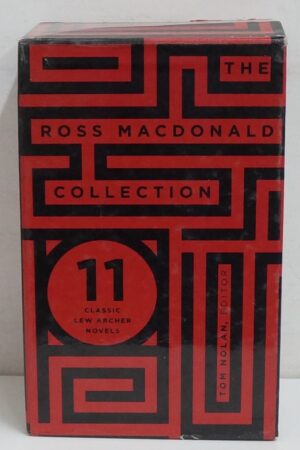 THE
ROSS MACDONALD
COLLECTION
11
CLASSIC
LEW ARCHER
NOVELS
TOM NOLAN, EDITOR